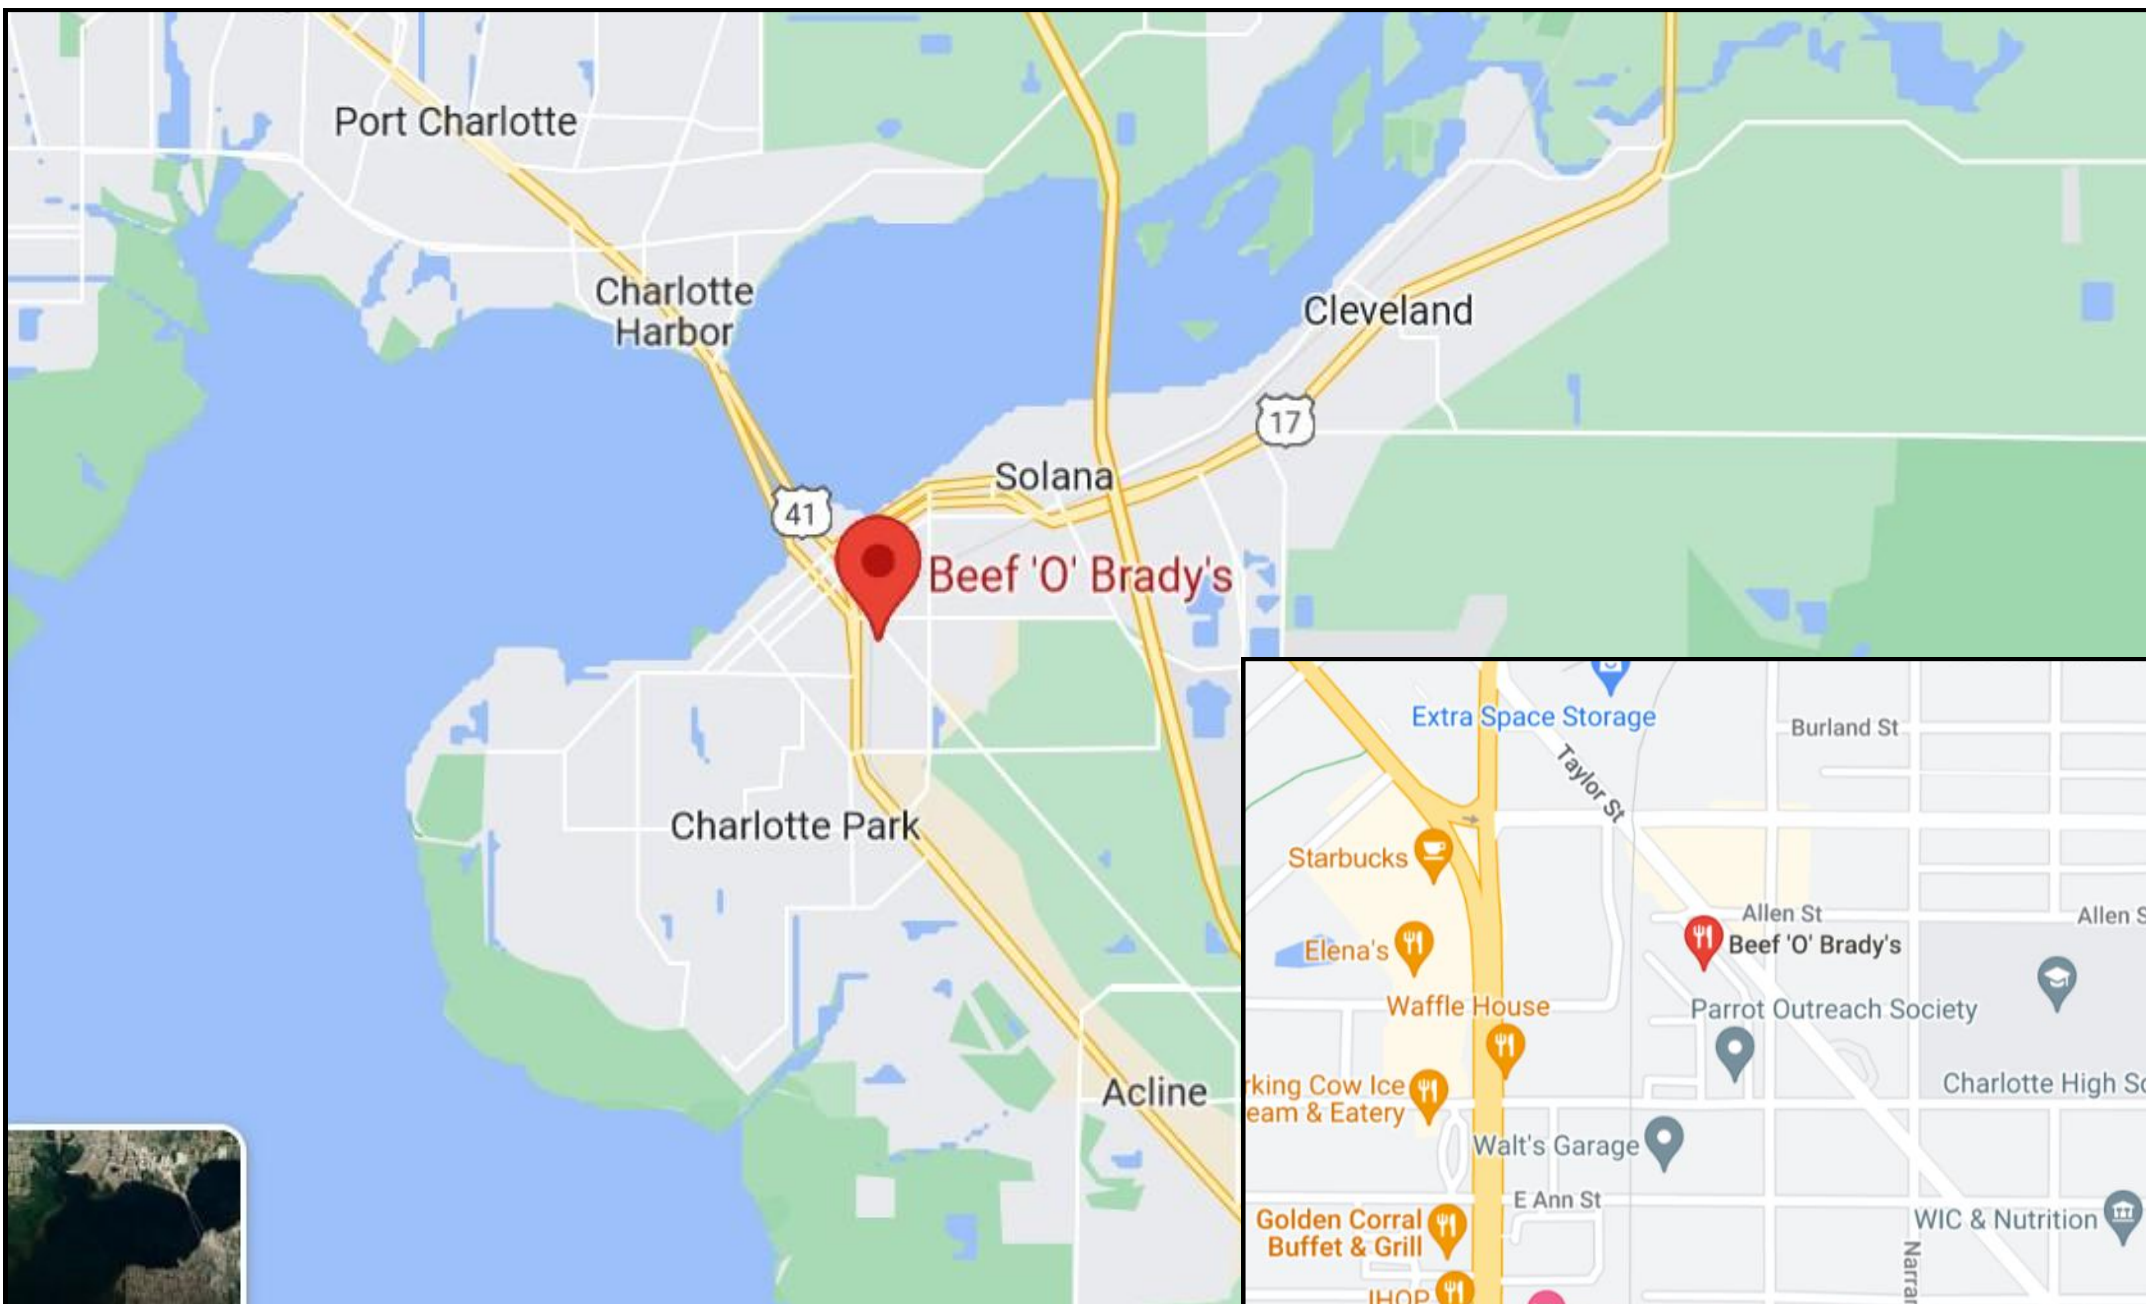 Port Charlotte
Charlotte
Harbor
Cleveland
17
Solana
41
Beef 'O' Brady's
Charlotte Park
Acline
Extra Space Storage
Burland St
Taylor St
Starbucks
Allen St
Allen S
Beef 'O' Brady's
Elena's
Waffle House
Parrot Outreach Society
rking Cow Ice
eam & Eatery
Charlotte High Sc
Walt's Garage
E Ann St
Golden Corral
Buffet & Grill
WIC & Nutrition
Narra
IHOP